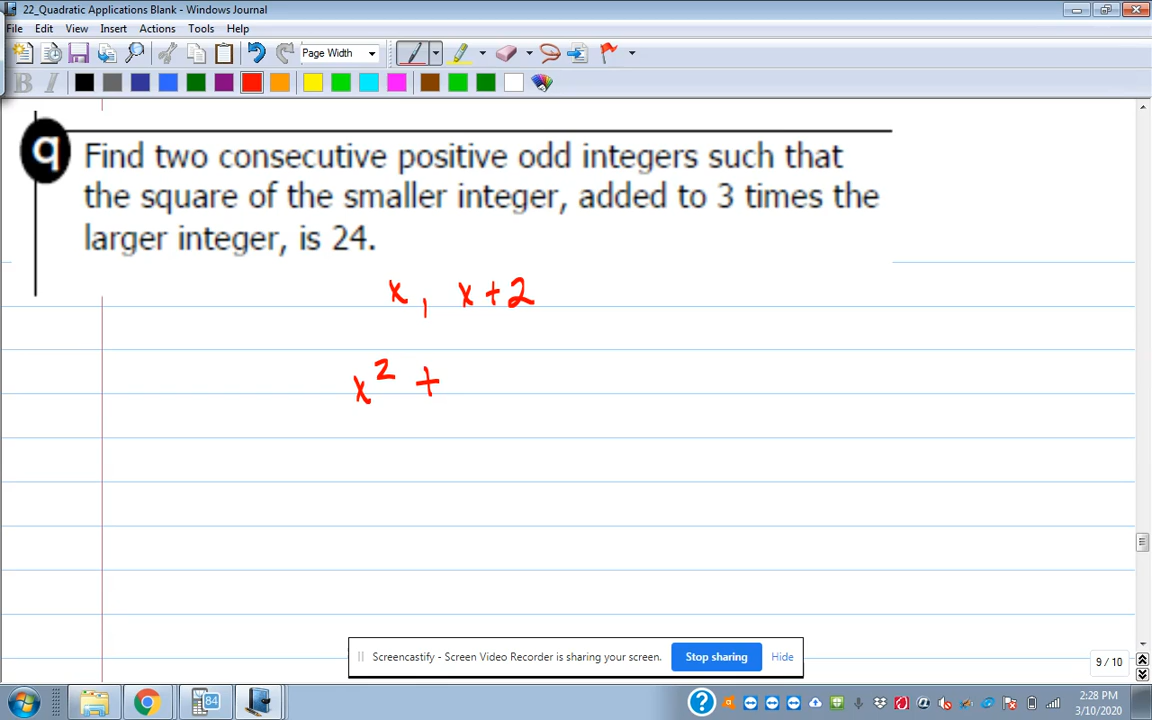 22_Quadratic Applications Blank - Windows Journal
File Edit View Insert Actions Tools Help
Page Width
B I
q
Find two consecutive positive odd integers such that
the square of the smaller integer, added to 3 times the
larger integer, is 24.
x, x+2
x² +
Screencastify - Screen Video Recorder is sharing your screen. Stop sharing Hide
9 / 10
84
2:28 PM
3/10/2020